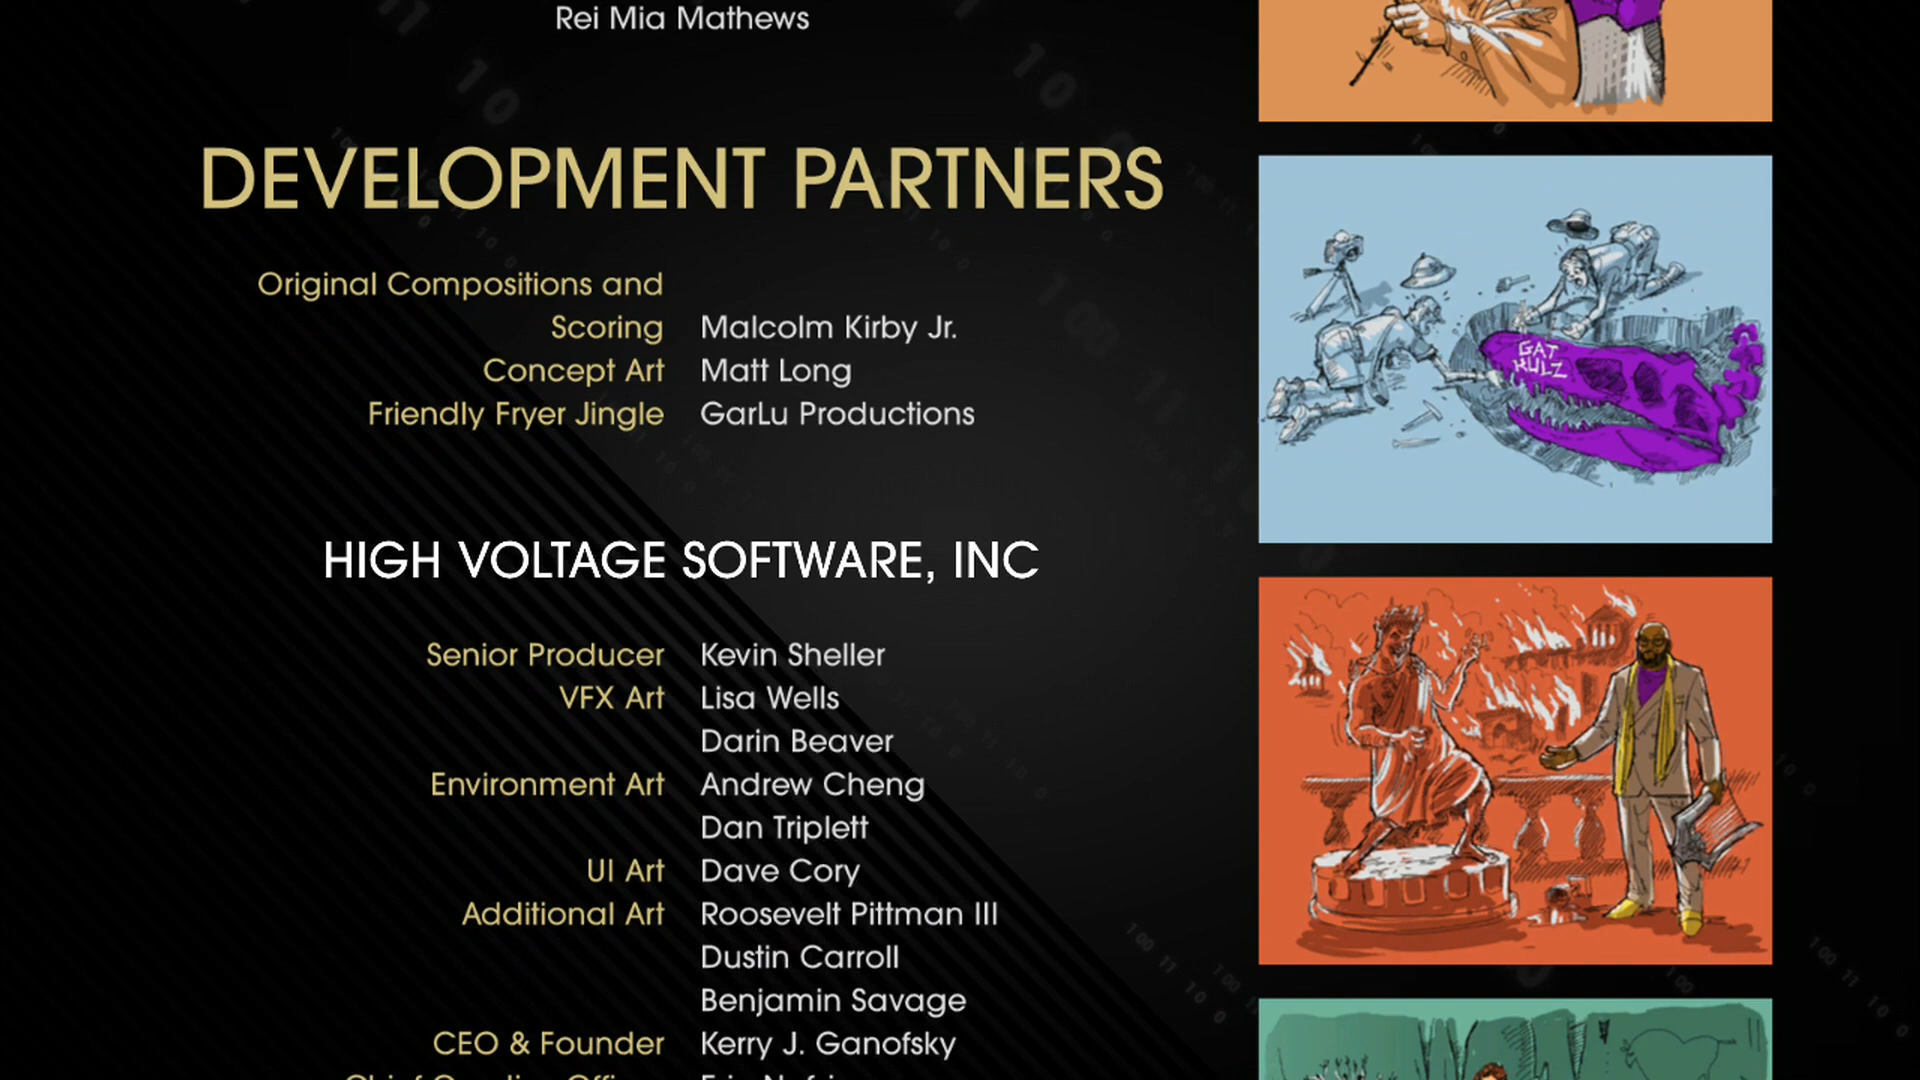 Rei Mia Mathews
DEVELOPMENT PARTNERS
Original Compositions and
Scoring Malcolm Kirby Jr.
Concept Art Matt Long
Friendly Fryer Jingle GarLu Productions
GAT
RULZ
HIGH VOLTAGE SOFTWARE, INC
Senior Producer Kevin Sheller
VFX Art Lisa Wells
Darin Beaver
Environment Art Andrew Cheng
Dan Triplett
UI Art Dave Cory
Additional Art Roosevelt Pittman III
Dustin Carroll
Benjamin Savage
CEO & Founder Kerry J. Ganofsky